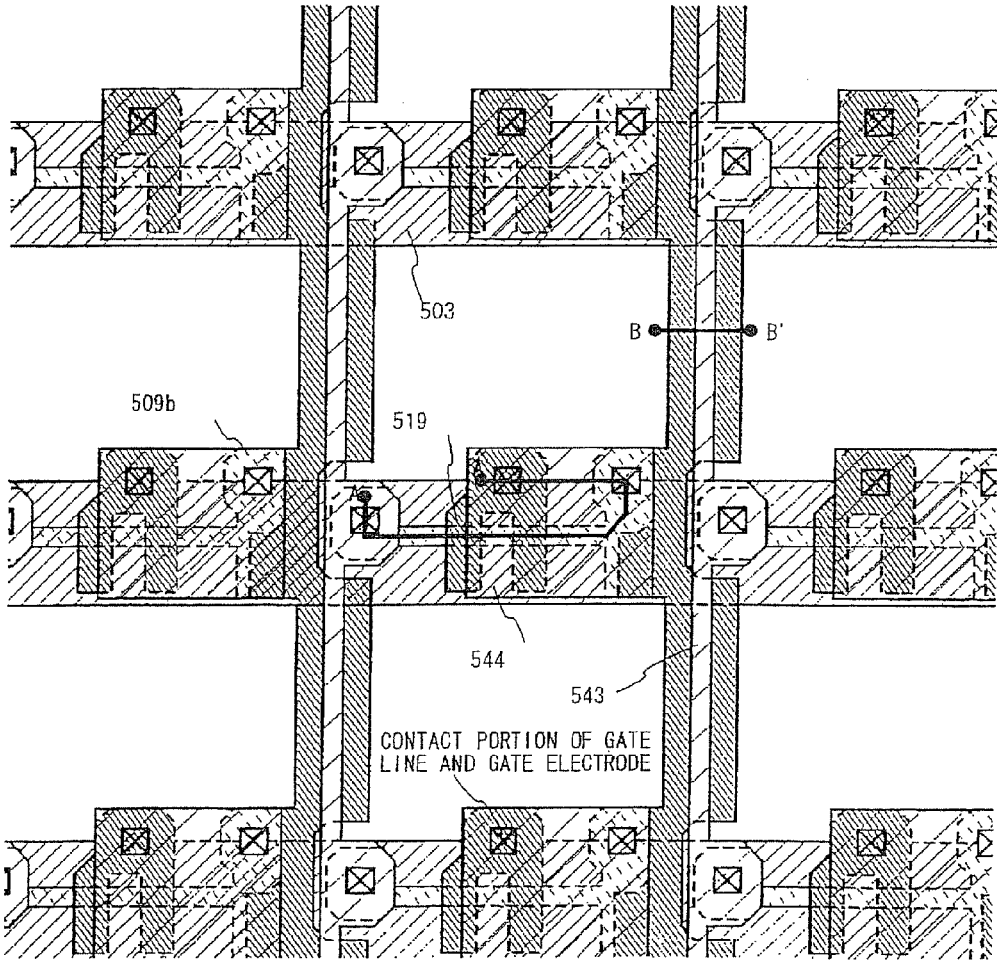 503
B B'
509b
519
544
543
CONTACT PORTION OF GATE
LINE AND GATE ELECTRODE